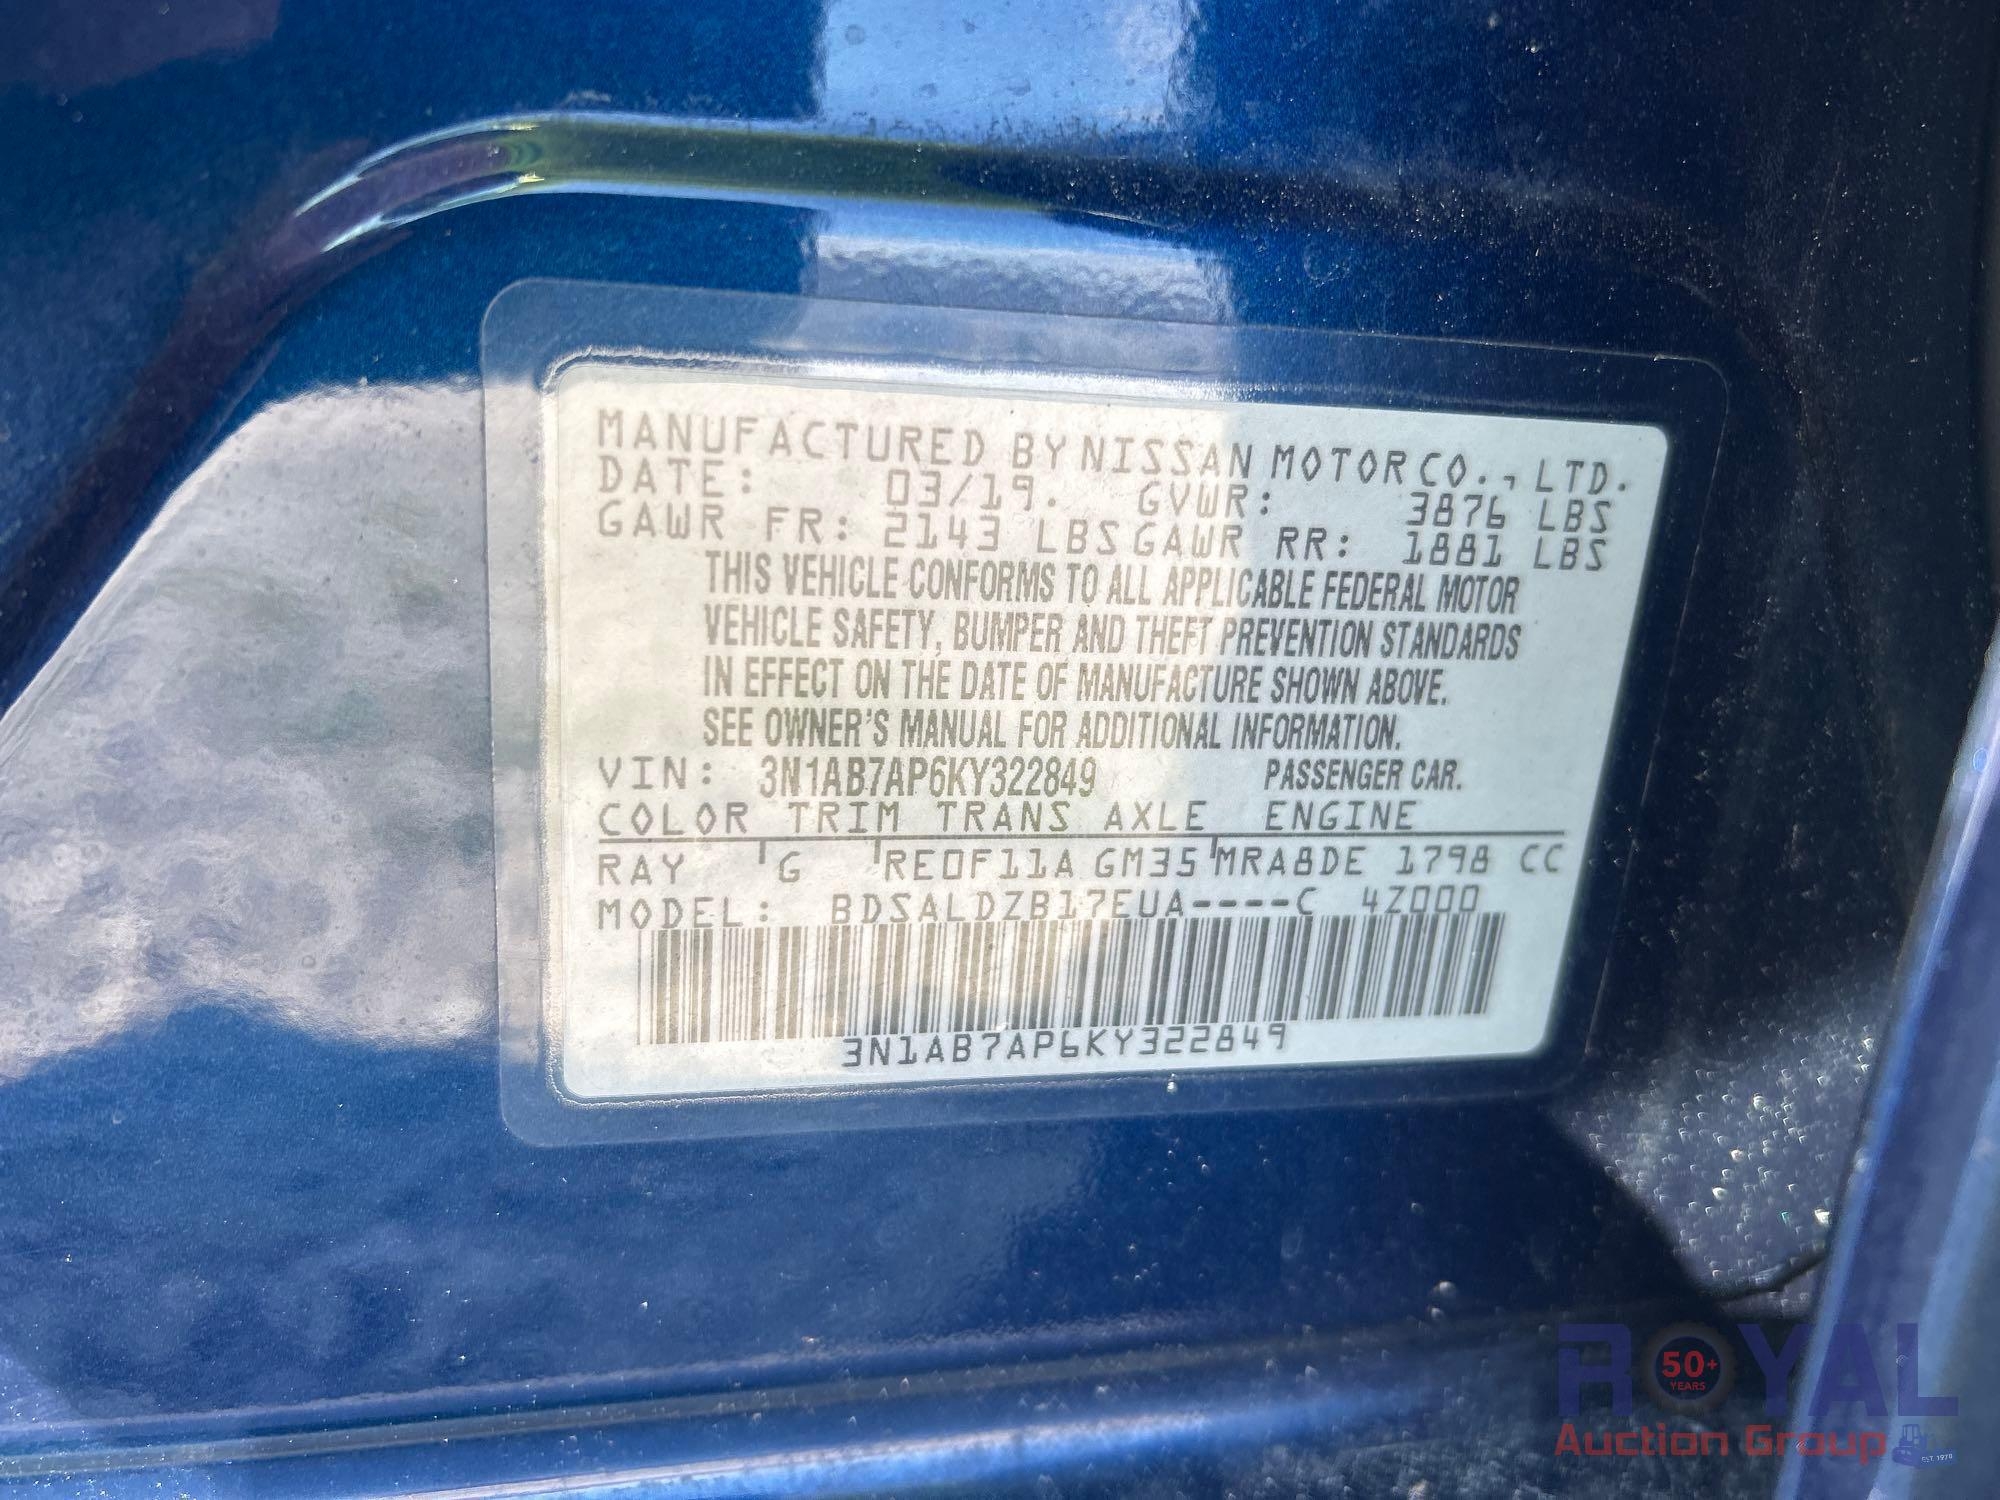 MANUFACTURED BY NISSAN MOTOR CO., LTD.
DATE: 03/19. GVWR: 3876 LBS
GAWR FR: 2143 LBS GAWR RR: 1881 LBS
THIS VEHICLE CONFORMS TO ALL APPLICABLE FEDERAL MOTOR
VEHICLE SAFETY, BUMPER AND THEFT PREVENTION STANDARDS
IN EFFECT ON THE DATE OF MANUFACTURE SHOWN ABOVE.
SEE OWNER'S MANUAL FOR ADDITIONAL INFORMATION.
VIN: 3N1AB7AP6KY322849 PASSENGER CAR.
COLOR TRIM TRANS AXLE ENGINE
RAY G RE0F11A GM35 MRA8DE 1798 CC
MODEL: BDSALDZB17EUA----C 4Z000
3N1AB7AP6KY322849
ROYAL
50+
YEARS
Auction Group
EST. 1970